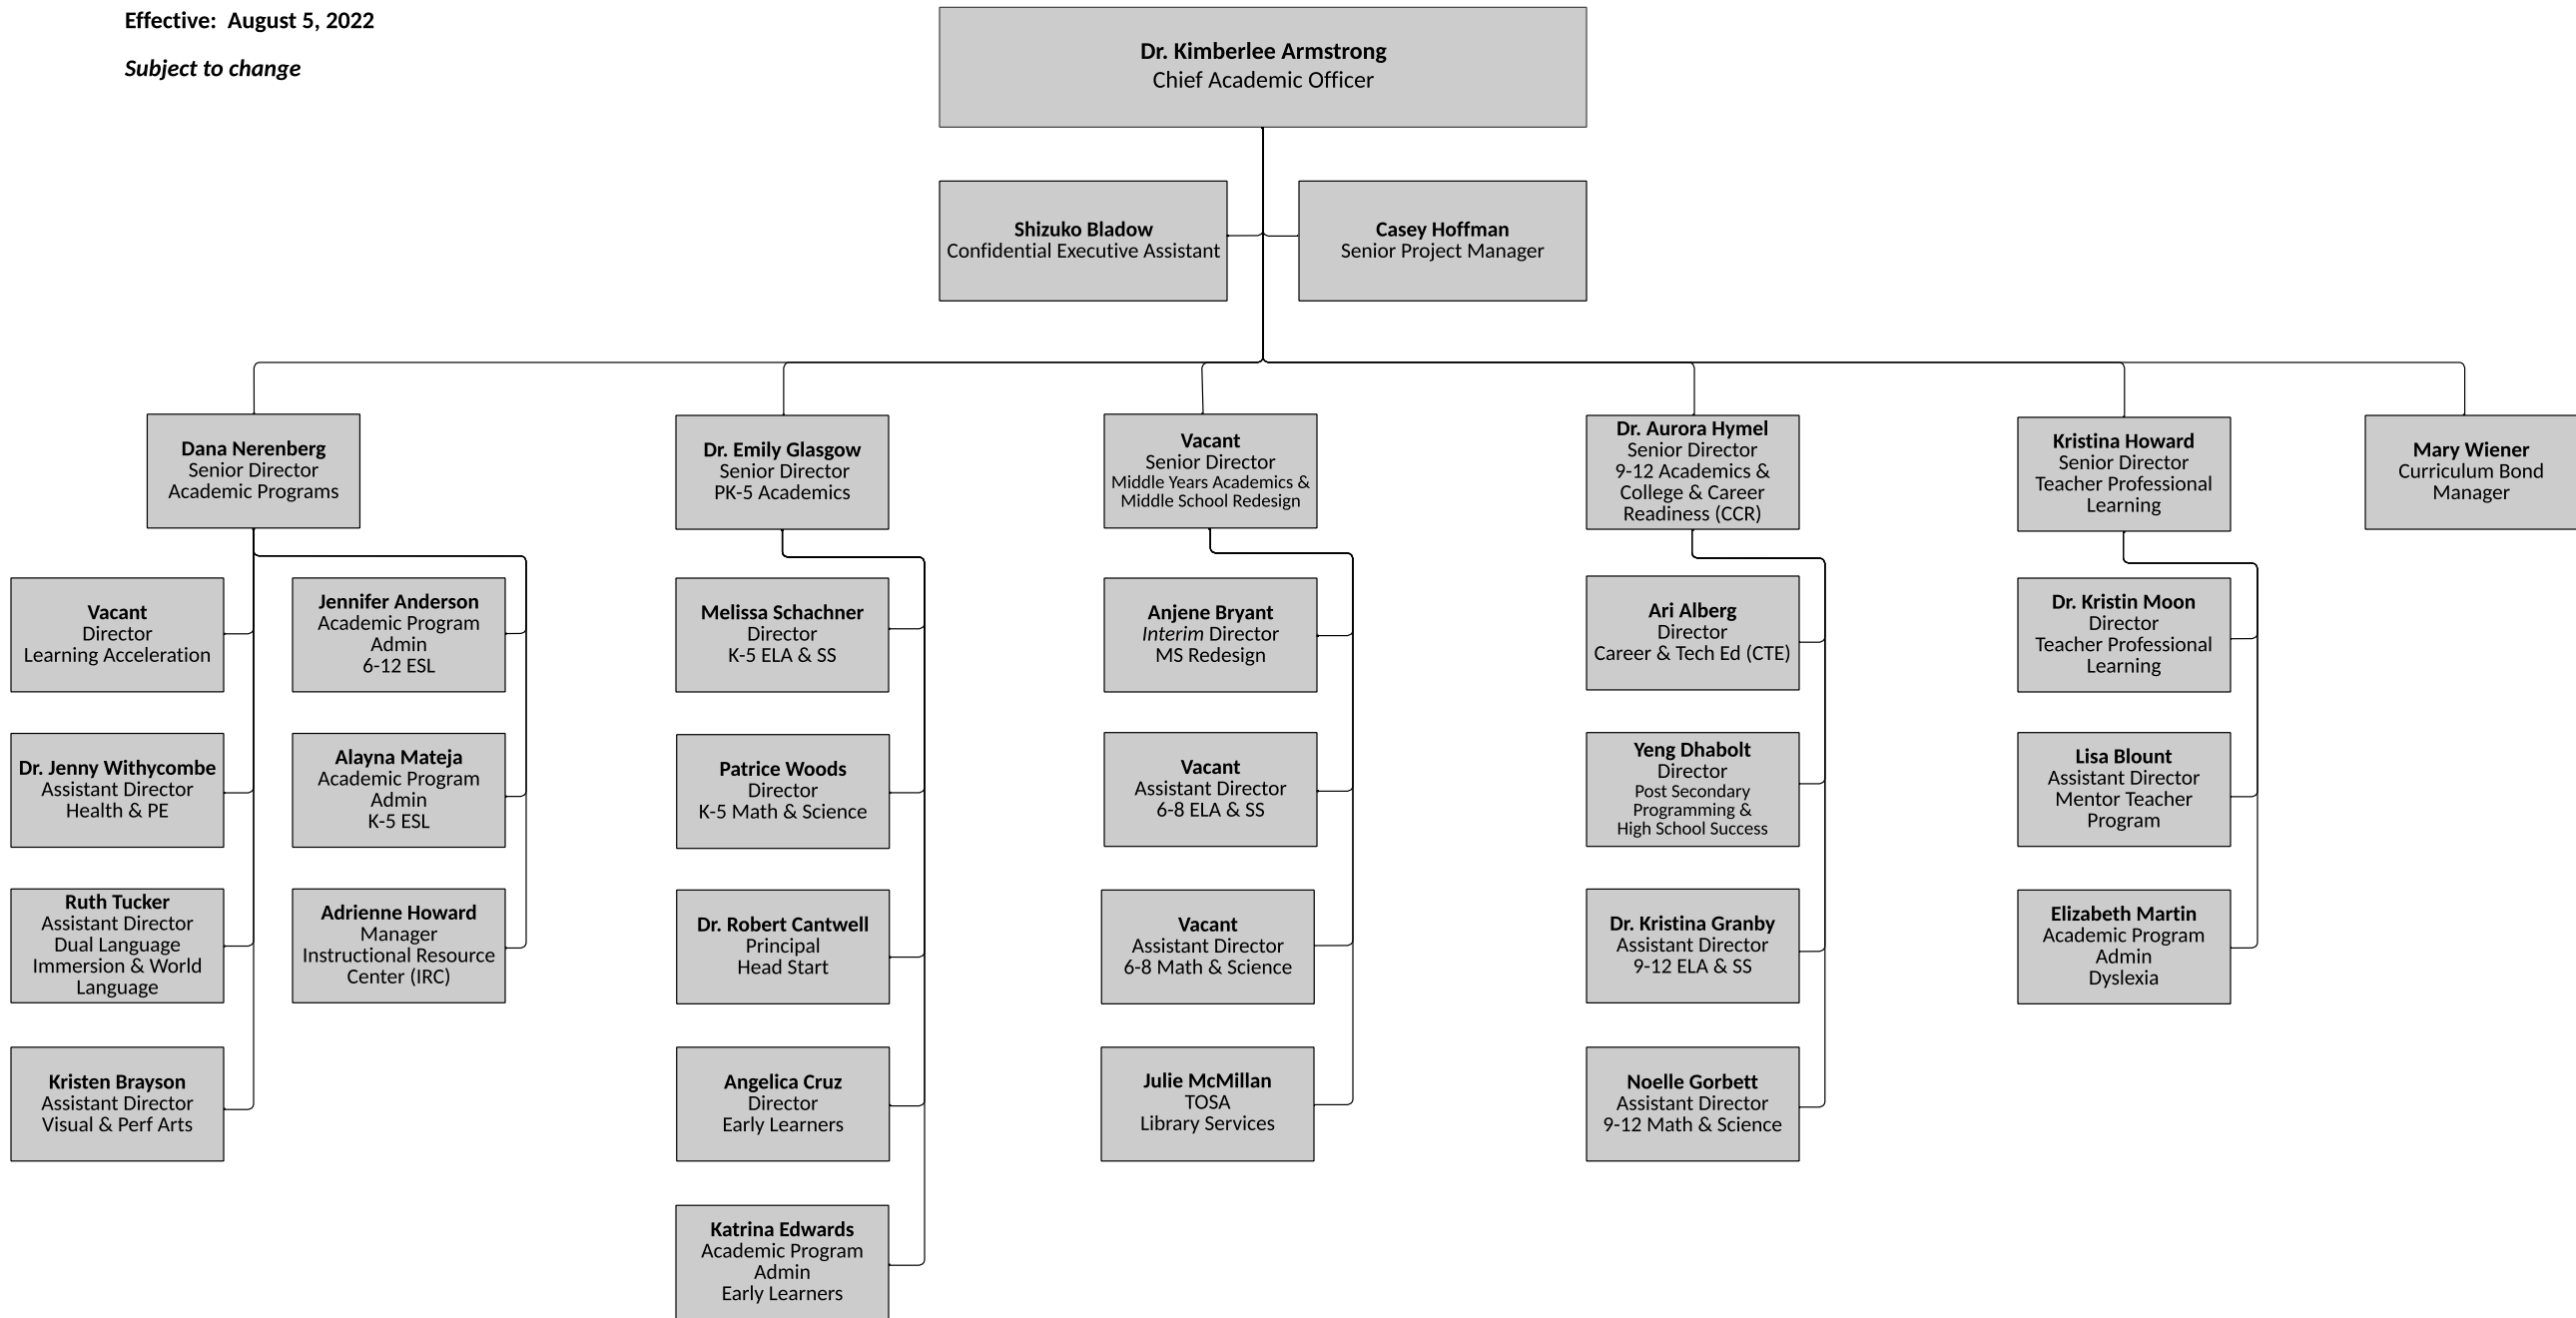 Effective:  August 5, 2022
Subject to change
Dr. Kimberlee Armstrong
Chief Academic Officer
Shizuko Bladow
Confidential Executive Assistant
Casey Hoffman
Senior Project Manager
Dana Nerenberg
Senior Director
Academic Programs
Dr. Emily Glasgow
Senior Director
PK-5 Academics
Vacant
Senior Director
Middle Years Academics &
Middle School Redesign
Dr. Aurora Hymel
Senior Director
9-12 Academics &
College & Career
Readiness (CCR)
Kristina Howard
Senior Director
Teacher Professional
Learning
Mary Wiener
Curriculum Bond
Manager
Vacant
Director
Learning Acceleration
Jennifer Anderson
Academic Program
Admin
6-12 ESL
Melissa Schachner
Director
K-5 ELA & SS
Anjene Bryant
Interim Director
MS Redesign
Ari Alberg
Director
Career & Tech Ed (CTE)
Dr. Kristin Moon
Director
Teacher Professional
Learning
Dr. Jenny Withycombe
Assistant Director
Health & PE
Alayna Mateja
Academic Program
Admin
K-5 ESL
Patrice Woods
Director
K-5 Math & Science
Vacant
Assistant Director
6-8 ELA & SS
Yeng Dhabolt
Director
Post Secondary
Programming &
High School Success
Lisa Blount
Assistant Director
Mentor Teacher
Program
Ruth Tucker
Assistant Director
Dual Language
Immersion & World
Language
Adrienne Howard
Manager
Instructional Resource
Center (IRC)
Dr. Robert Cantwell
Principal
Head Start
Vacant
Assistant Director
6-8 Math & Science
Dr. Kristina Granby
Assistant Director
9-12 ELA & SS
Elizabeth Martin
Academic Program
Admin
Dyslexia
Kristen Brayson
Assistant Director
Visual & Perf Arts
Angelica Cruz
Director
Early Learners
Julie McMillan
TOSA
Library Services
Noelle Gorbett
Assistant Director
9-12 Math & Science
Katrina Edwards
Academic Program
Admin
Early Learners